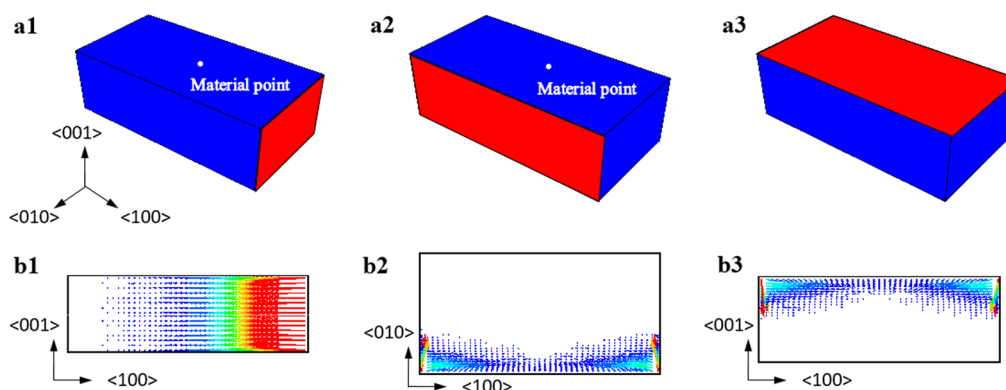 a1
a2
a3
Material point
Material point
<001>
<010>
<100>
b1
b2
b3
<001>
<100>
<010>
<100>
<001>
<100>